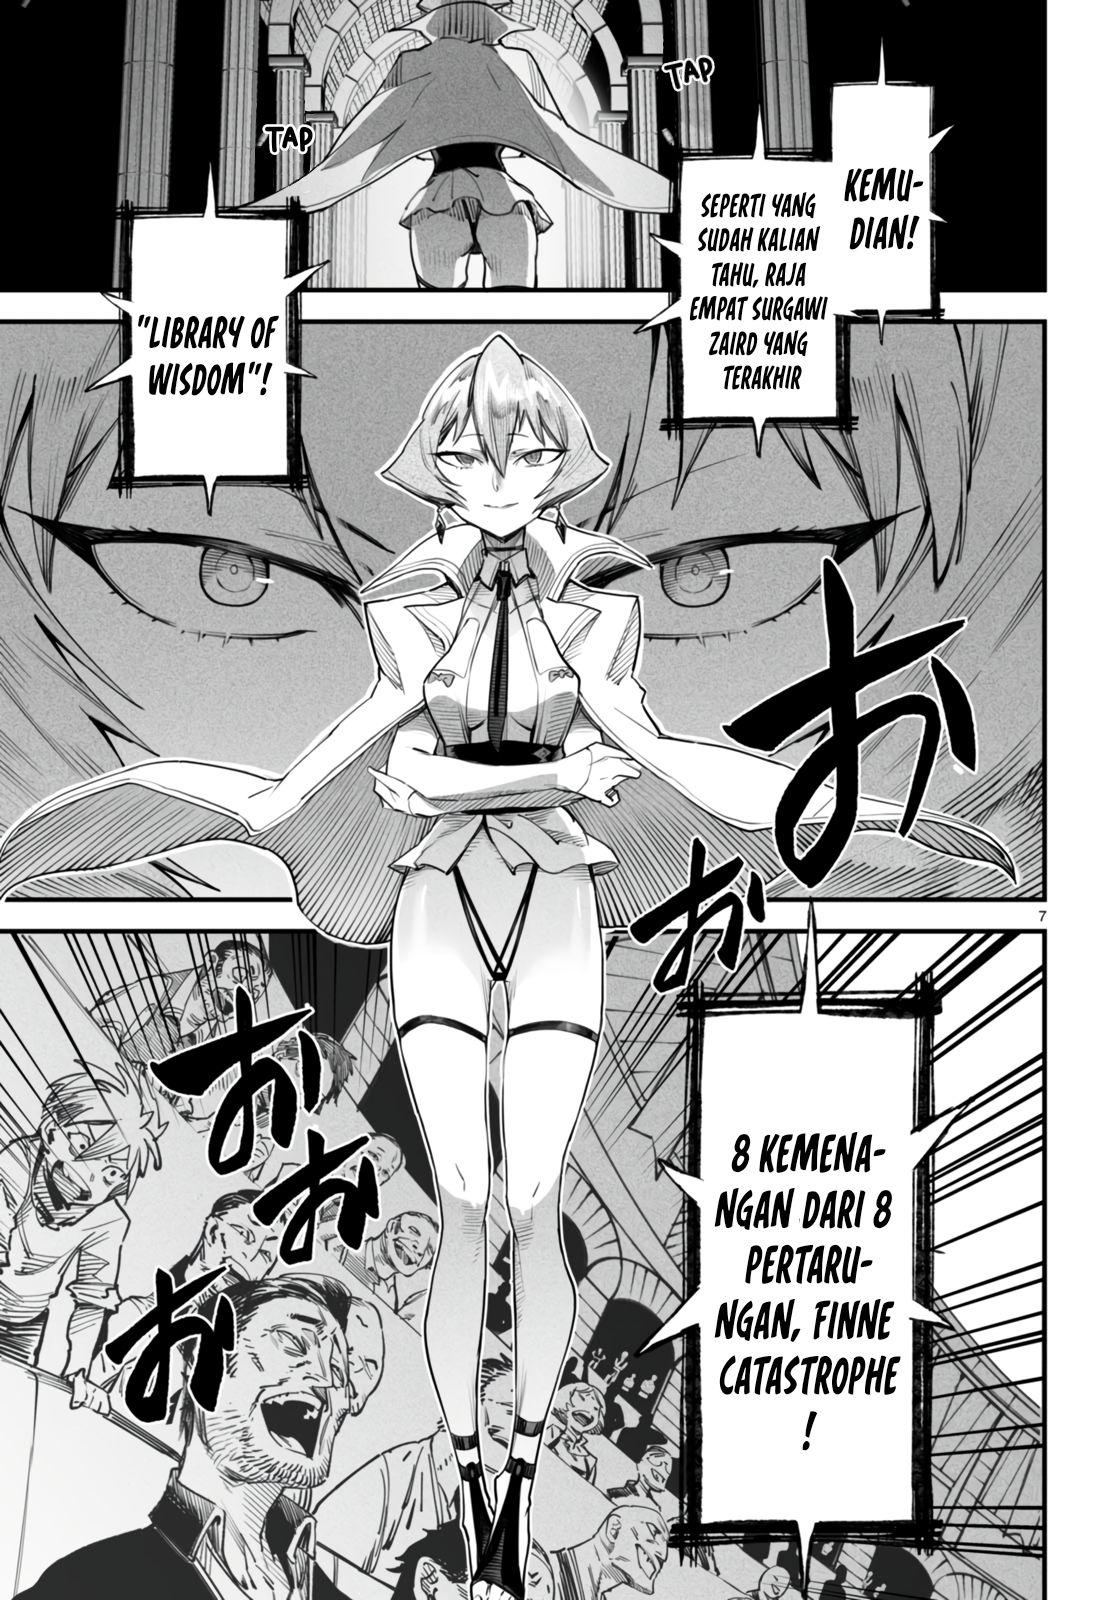 TAP
TAP
KEMU-
DIAN!
SEPERTI YANG
SUDAH KALIAN
TAHU, RAJA
EMPAT SURGAWI
ZAIRD YANG
TERAKHIR
"LIBRARY OF
WISDOM"!
お
お
7
お
お
お
8 KEMENA-
NGAN DARI 8
PERTARU-
NGAN, FINNE
CATASTROPHE
!